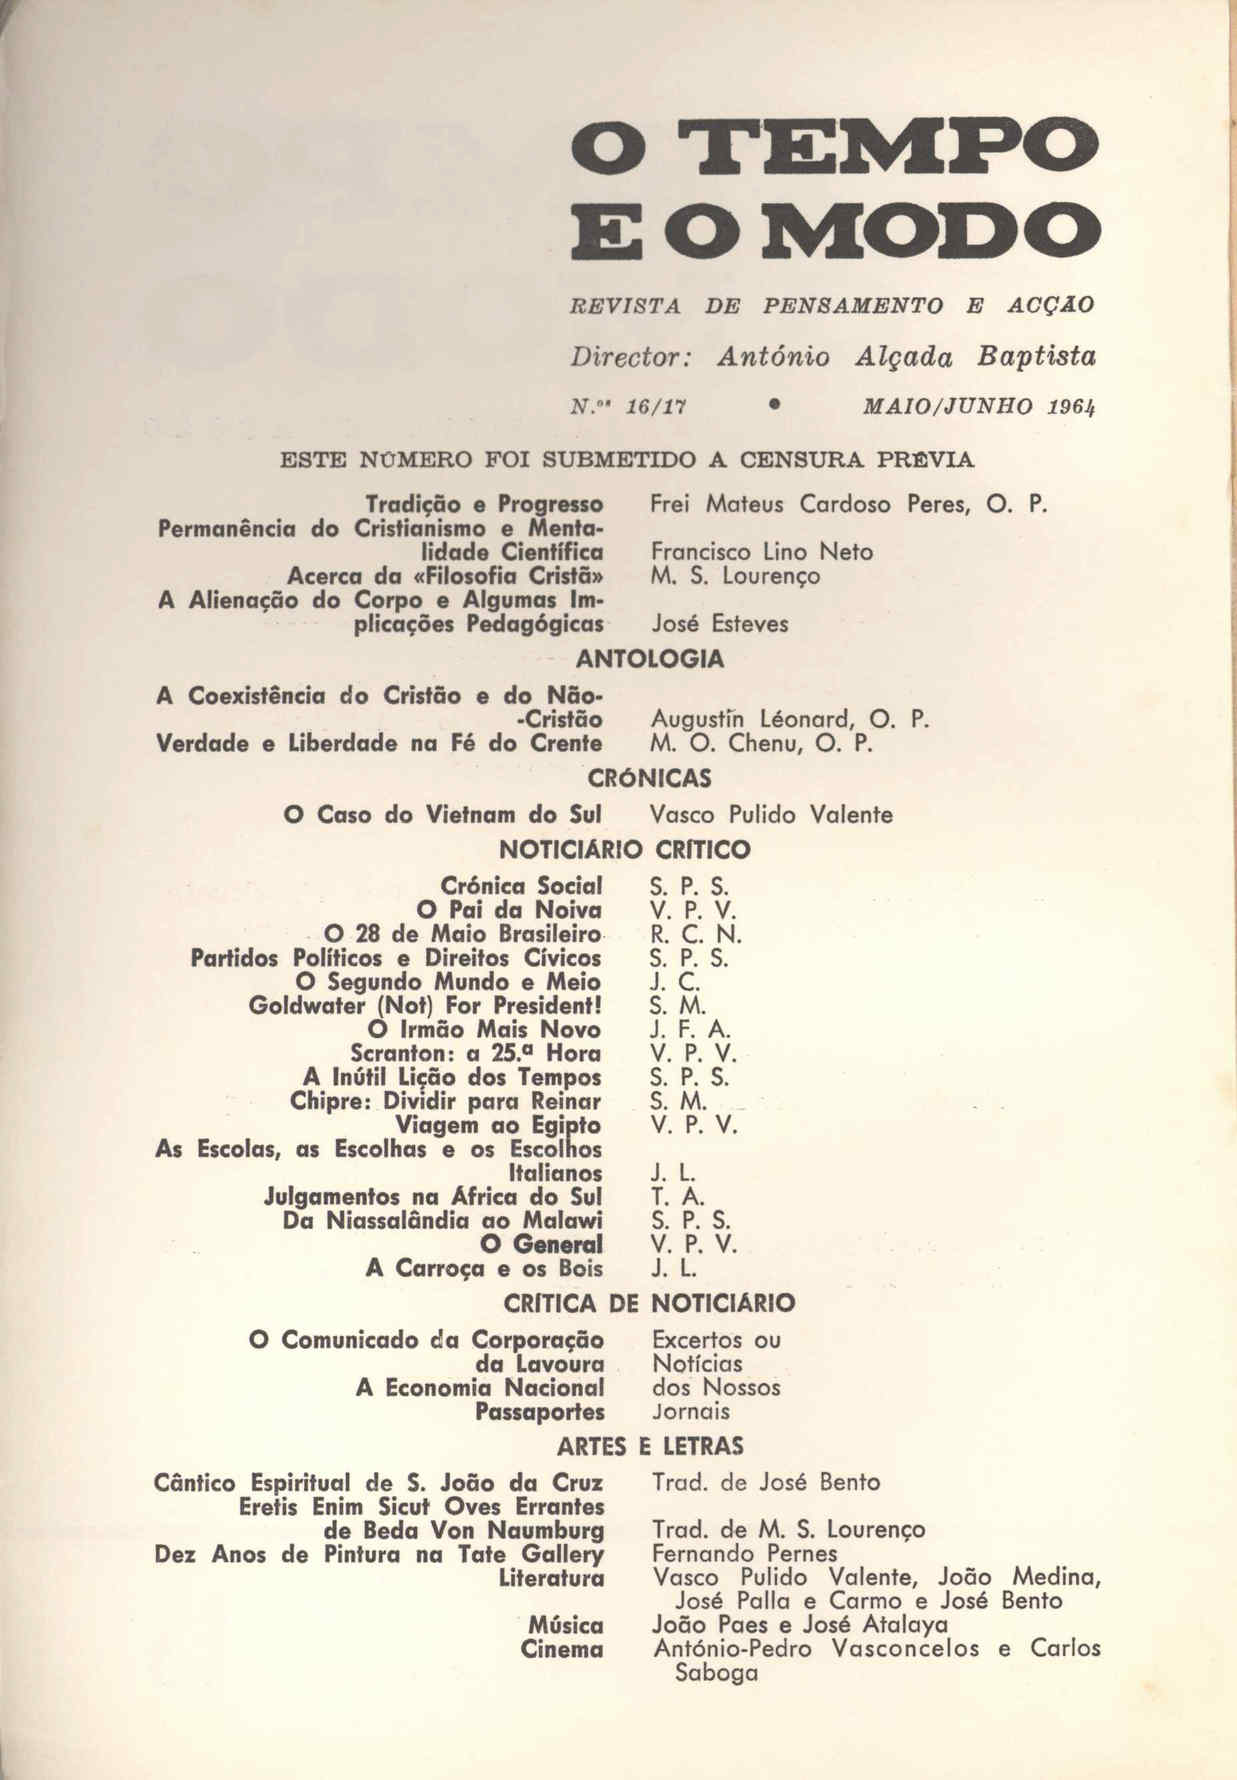 O TEMPO
E O MODO
REVISTA DE PENSAMENTO E ACÇÃO
Director: António Alçada Baptista
N.os 16/17 • MAIO/JUNHO 1964
ESTE NÚMERO FOI SUBMETIDO A CENSURA PRÉVIA
Tradição e Progresso Frei Mateus Cardoso Peres, O. P.
Permanência do Cristianismo e Menta-
lidade Científica Francisco Lino Neto
Acerca da «Filosofia Cristã» M. S. Lourenço
A Alienação do Corpo e Algumas Im-
plicações Pedagógicas José Esteves
ANTOLOGIA
A Coexistência do Cristão e do Não-
-Cristão Augustín Léonard, O. P.
Verdade e Liberdade na Fé do Crente M. O. Chenu, O. P.
CRÓNICAS
O Caso do Vietnam do Sul Vasco Pulido Valente
NOTICIÁRIO CRÍTICO
Crónica Social S. P. S.
O Pai da Noiva V. P. V.
O 28 de Maio Brasileiro R. C. N.
Partidos Políticos e Direitos Cívicos S. P. S.
O Segundo Mundo e Meio J. C.
Goldwater (Not) For President! S. M.
O Irmão Mais Novo J. F. A.
Scranton: a 25.ª Hora V. P. V.
A Inútil Lição dos Tempos S. P. S.
Chipre: Dividir para Reinar S. M.
Viagem ao Egipto V. P. V.
As Escolas, as Escolhas e os Escolhos
Italianos J. L.
Julgamentos na África do Sul T. A.
Da Niassalândia ao Malawi S. P. S.
O General V. P. V.
A Carroça e os Bois J. L.
CRÍTICA DE NOTICIÁRIO
O Comunicado da Corporação Excertos ou
da Lavoura Notícias
A Economia Nacional dos Nossos
Passaportes Jornais
ARTES E LETRAS
Cântico Espiritual de S. João da Cruz Trad. de José Bento
Eretis Enim Sicut Oves Errantes
de Beda Von Naumburg Trad. de M. S. Lourenço
Dez Anos de Pintura na Tate Gallery Fernando Pernes
Literatura Vasco Pulido Valente, João Medina,
José Palla e Carmo e José Bento
Música João Paes e José Atalaya
Cinema António-Pedro Vasconcelos e Carlos
Saboga